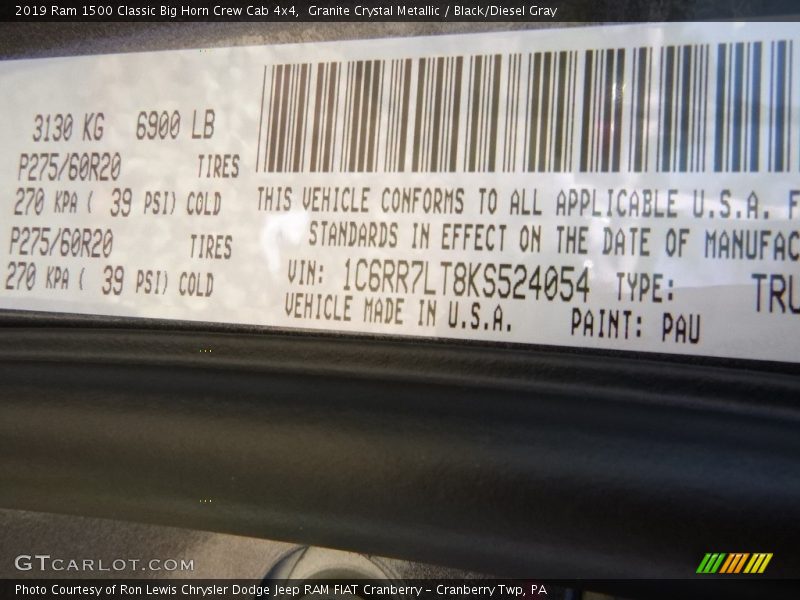 2019 Ram 1500 Classic Big Horn Crew Cab 4x4, Granite Crystal Metallic / Black/Diesel Gray
3130 KG 6900 LB
P275/60R20 TIRES
270 KPA ( 39 PSI) COLD
P275/60R20 TIRES
270 KPA ( 39 PSI) COLD
THIS VEHICLE CONFORMS TO ALL APPLICABLE U.S.A. F
STANDARDS IN EFFECT ON THE DATE OF MANUFAC
VIN: 1C6RR7LT8KS524054 TYPE: TRU
VEHICLE MADE IN U.S.A. PAINT: PAU
GTCARLOT.COM
Photo Courtesy of Ron Lewis Chrysler Dodge Jeep RAM FIAT Cranberry - Cranberry Twp, PA